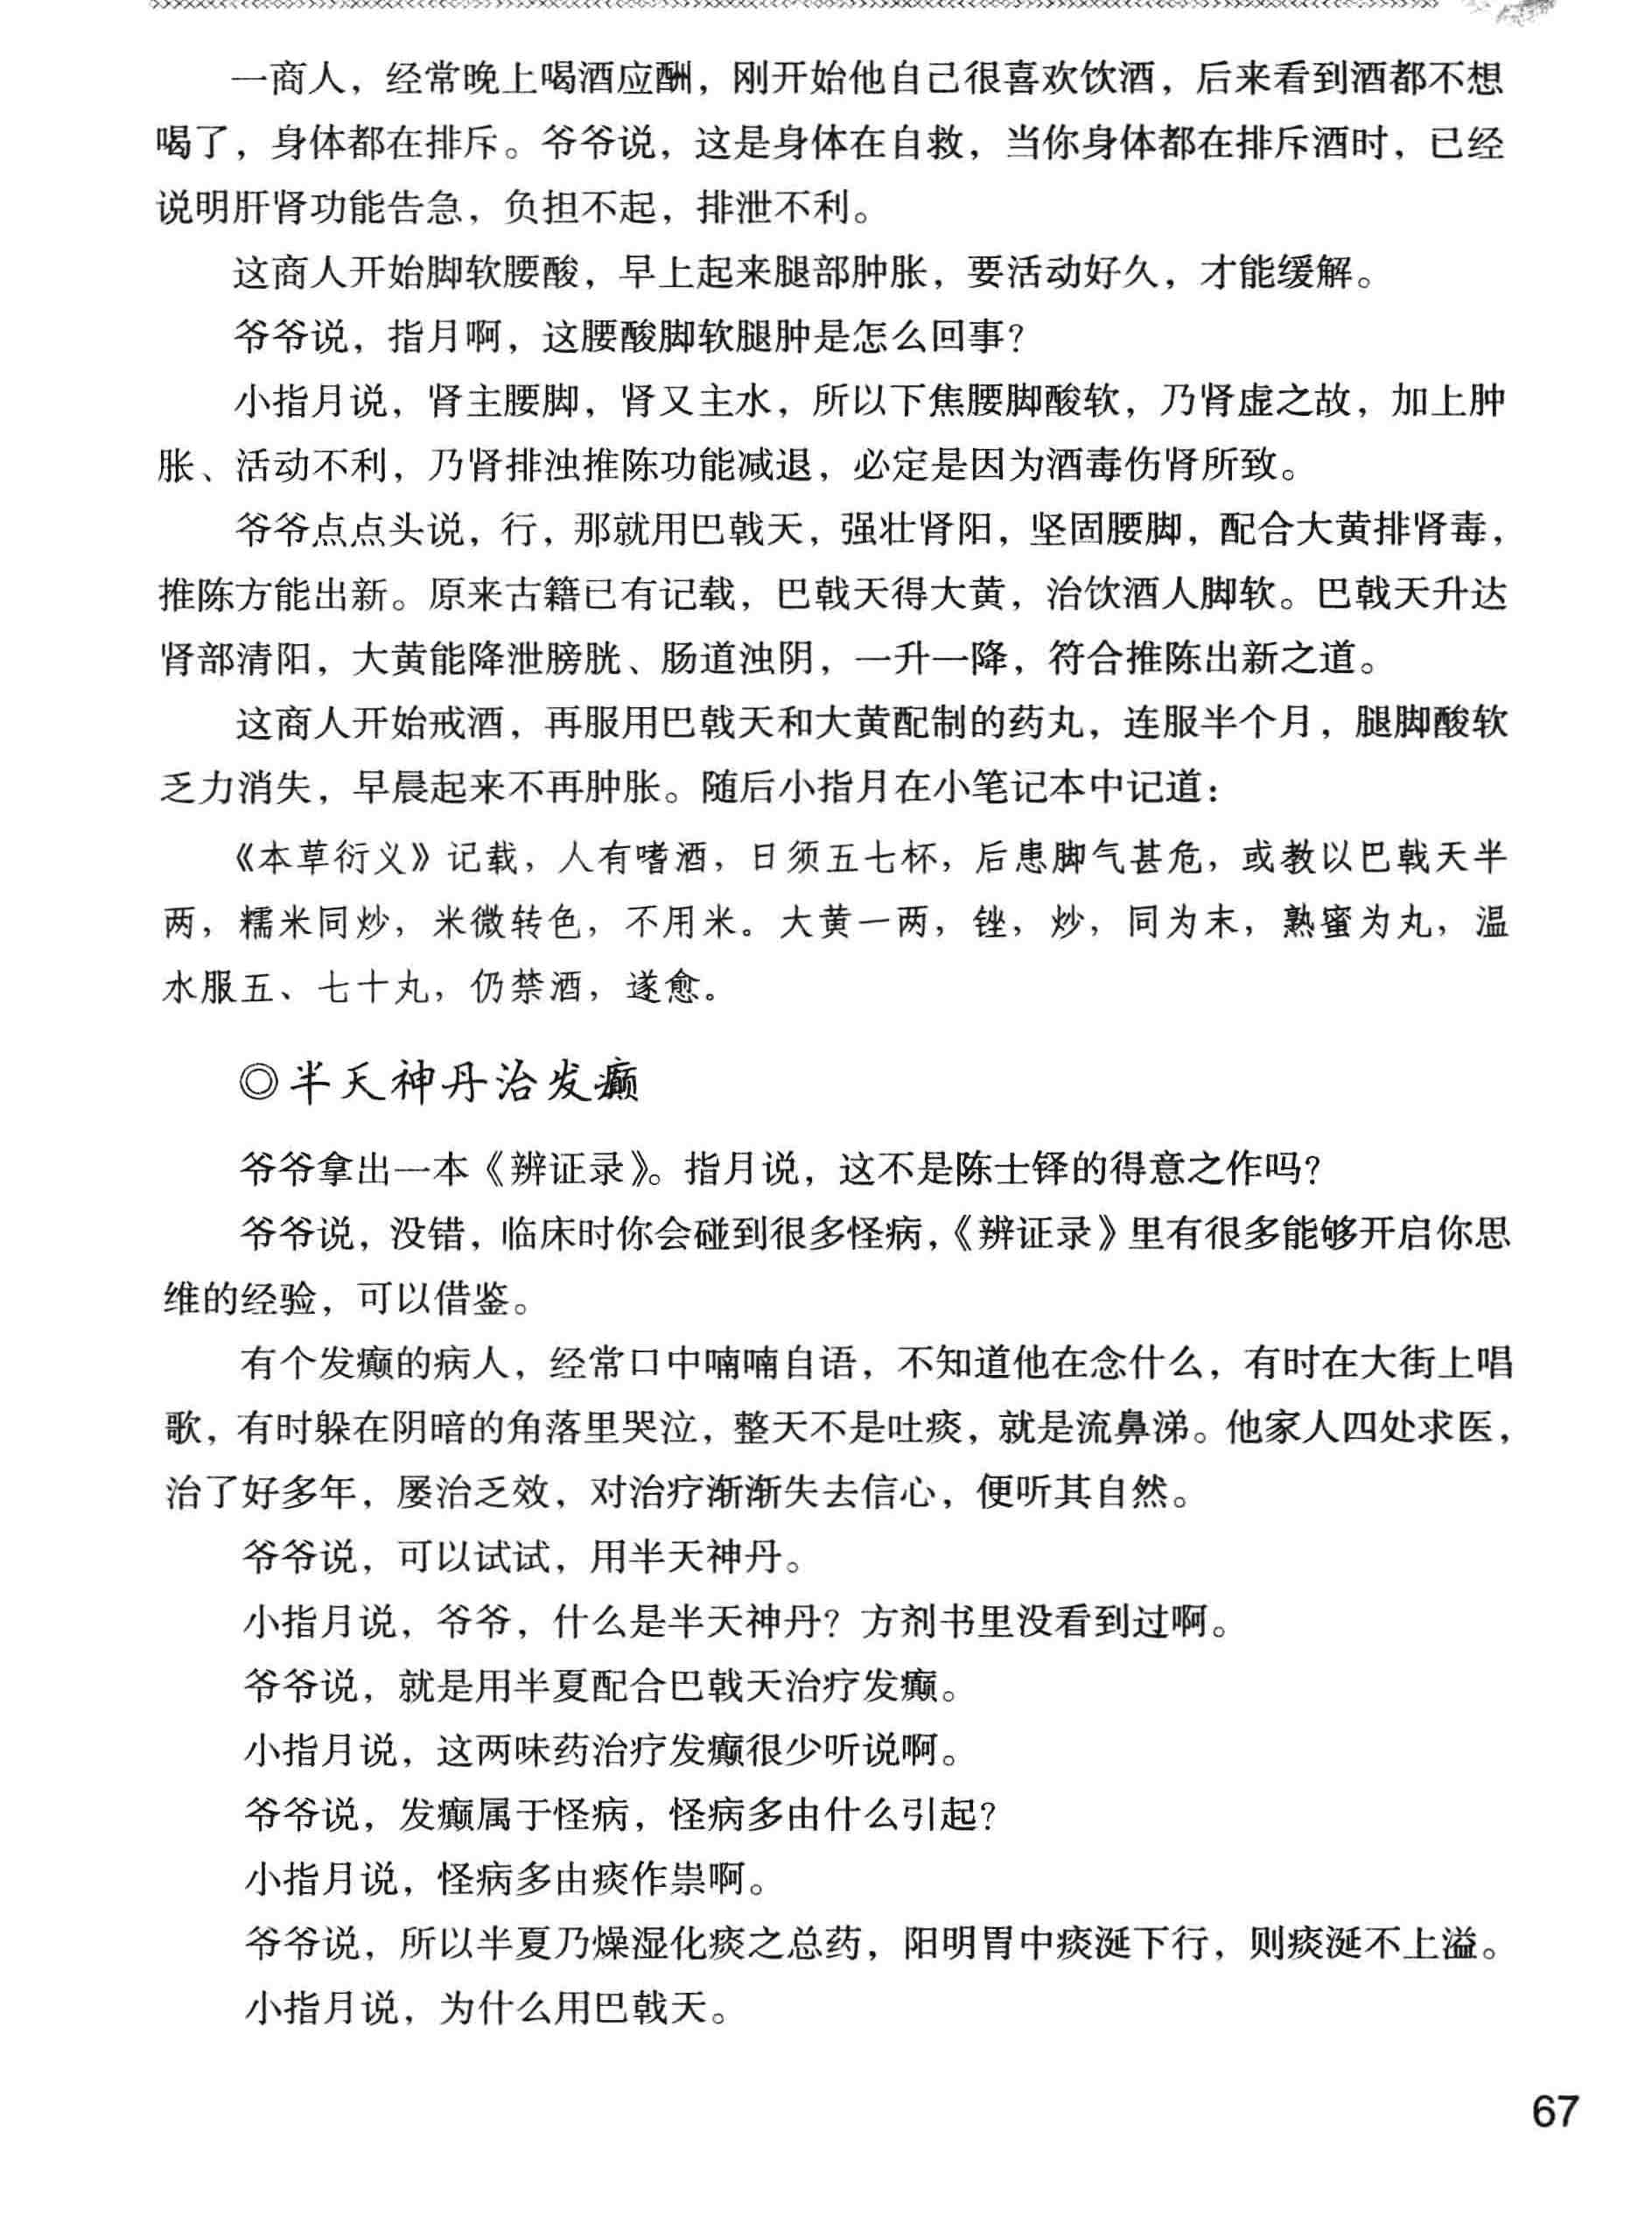 一商人，经常晚上喝酒应酬，刚开始他自己很喜欢饮酒，后来看到酒都不想
喝了，身体都在排斥。爷爷说，这是身体在自救，当你身体都在排斥酒时，已经
说明肝肾功能告急，负担不起，排泄不利。
这商人开始脚软腰酸，早上起来腿部肿胀，要活动好久，才能缓解。
爷爷说，指月啊，这腰酸脚软腿肿是怎么回事？
小指月说，肾主腰脚，肾又主水，所以下焦腰脚酸软，乃肾虚之故，加上肿
胀、活动不利，乃肾排浊推陈功能减退，必定是因为酒毒伤肾所致。
爷爷点点头说，行，那就用巴戟天，强壮肾阳，坚固腰脚，配合大黄排肾毒，
推陈方能出新。原来古籍已有记载，巴戟天得大黄，治饮酒人脚软。巴戟天升达
肾部清阳，大黄能降泄膀胱、肠道浊阴，一升一降，符合推陈出新之道。
这商人开始戒酒，再服用巴戟天和大黄配制的药丸，连服半个月，腿脚酸软
乏力消失，早晨起来不再肿胀。随后小指月在小笔记本中记道：
《本草衍义》记载，人有嗜酒，日须五七杯，后患脚气甚危，或教以巴戟天半
两，糯米同炒，米微转色，不用米。大黄一两，锉，炒，同为末，熟蜜为丸，温
水服五、七十丸，仍禁酒，遂愈。
◎半天神丹治发癫
爷爷拿出一本《辨证录》。指月说，这不是陈士铎的得意之作吗？
爷爷说，没错，临床时你会碰到很多怪病，《辨证录》里有很多能够开启你思
维的经验，可以借鉴。
有个发癫的病人，经常口中喃喃自语，不知道他在念什么，有时在大街上唱
歌，有时躲在阴暗的角落里哭泣，整天不是吐痰，就是流鼻涕。他家人四处求医，
治了好多年，屡治乏效，对治疗渐渐失去信心，便听其自然。
爷爷说，可以试试，用半天神丹。
小指月说，爷爷，什么是半天神丹？方剂书里没看到过啊。
爷爷说，就是用半夏配合巴戟天治疗发癫。
小指月说，这两味药治疗发癫很少听说啊。
爷爷说，发癫属于怪病，怪病多由什么引起？
小指月说，怪病多由痰作祟啊。
爷爷说，所以半夏乃燥湿化痰之总药，阳明胃中痰涎下行，则痰涎不上溢。
小指月说，为什么用巴戟天。
67